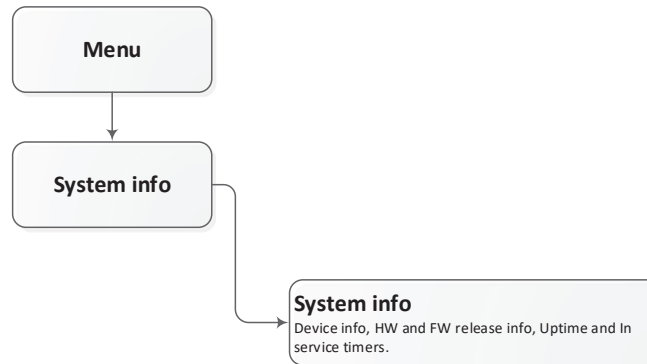 Menu
System info
System info
Device info, HW and FW release info, Uptime and In
service timers.